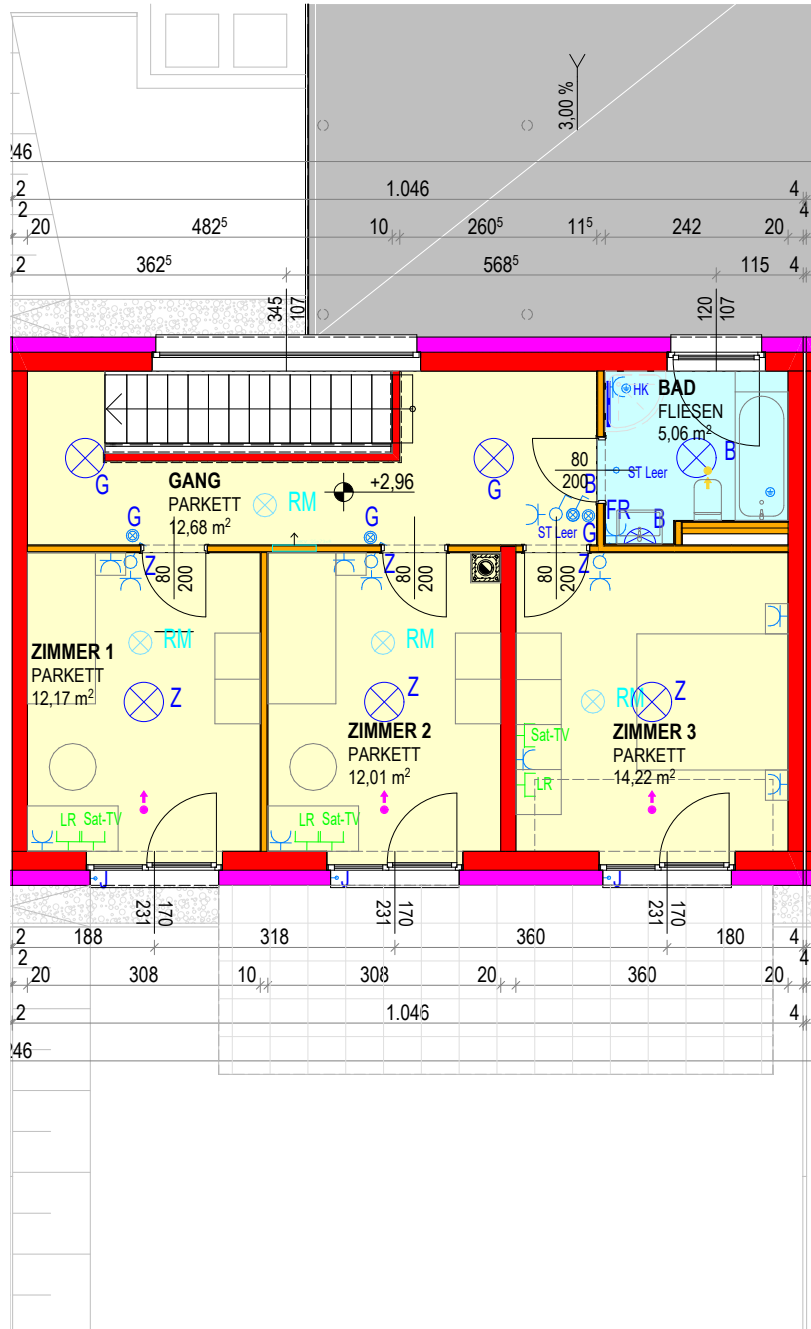 3,00 %
246
2 1.046 4
2 4
20 482⁵ 10 260⁵ 11⁵ 242 20
2 362⁵ 568⁵ 115 4
345
107
120
107
HK
BAD
FLIESEN
5,06 m²
B
G
GANG
PARKETT
12,68 m²
RM
+2,96
G
80
200
ST Leer
B
FR
B
G
G
ST Leer
G
Z
80
200
Z
80
200
Z
80
200
ZIMMER 1
PARKETT
12,17 m²
RM
Z
RM
Z
ZIMMER 2
PARKETT
12,01 m²
RM
Z
ZIMMER 3
PARKETT
14,22 m²
Sat-TV
LR
LR Sat-TV
LR Sat-TV
J
J
J
170
231
170
231
170
231
2 188 318 360 180 4
2 4
20 308 10 308 20 360 20
2 1.046 4
246